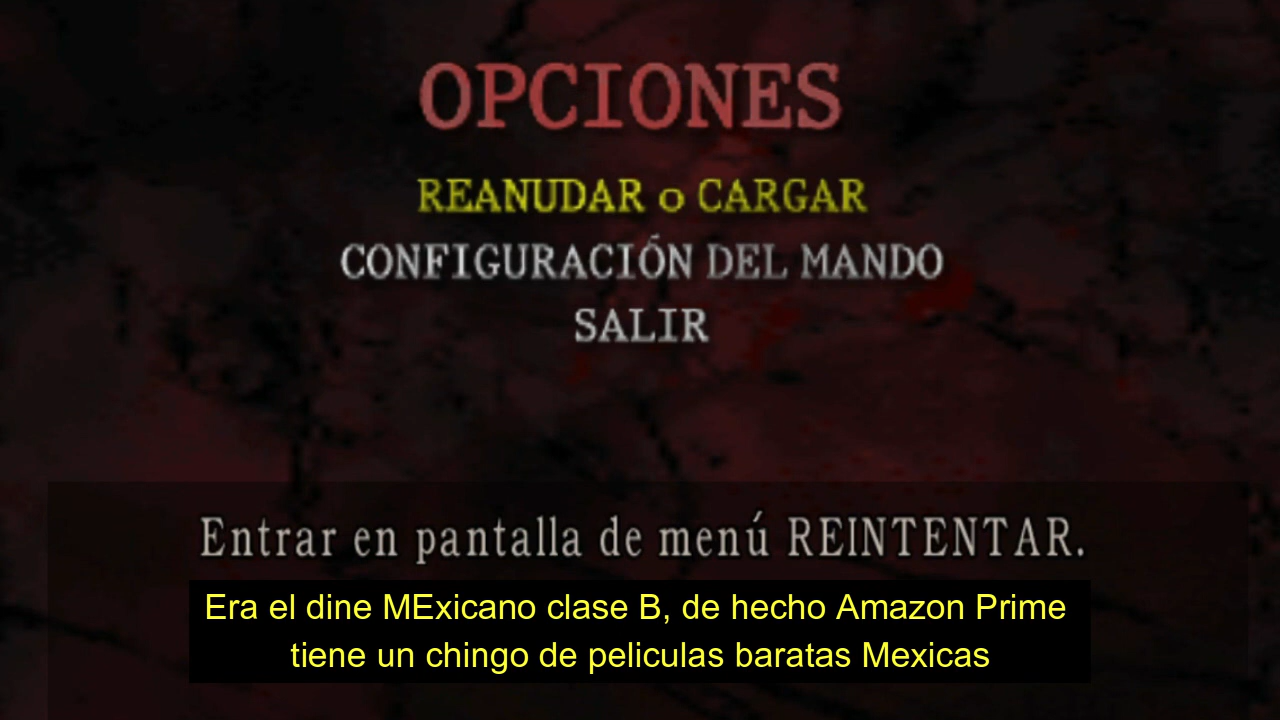 OPCIONES
REANUDAR o CARGAR
CONFIGURACIÓN DEL MANDO
SALIR
Entrar en pantalla de menú REINTENTAR.
Era el dine MExicano clase B, de hecho Amazon Prime
tiene un chingo de peliculas baratas Mexicas